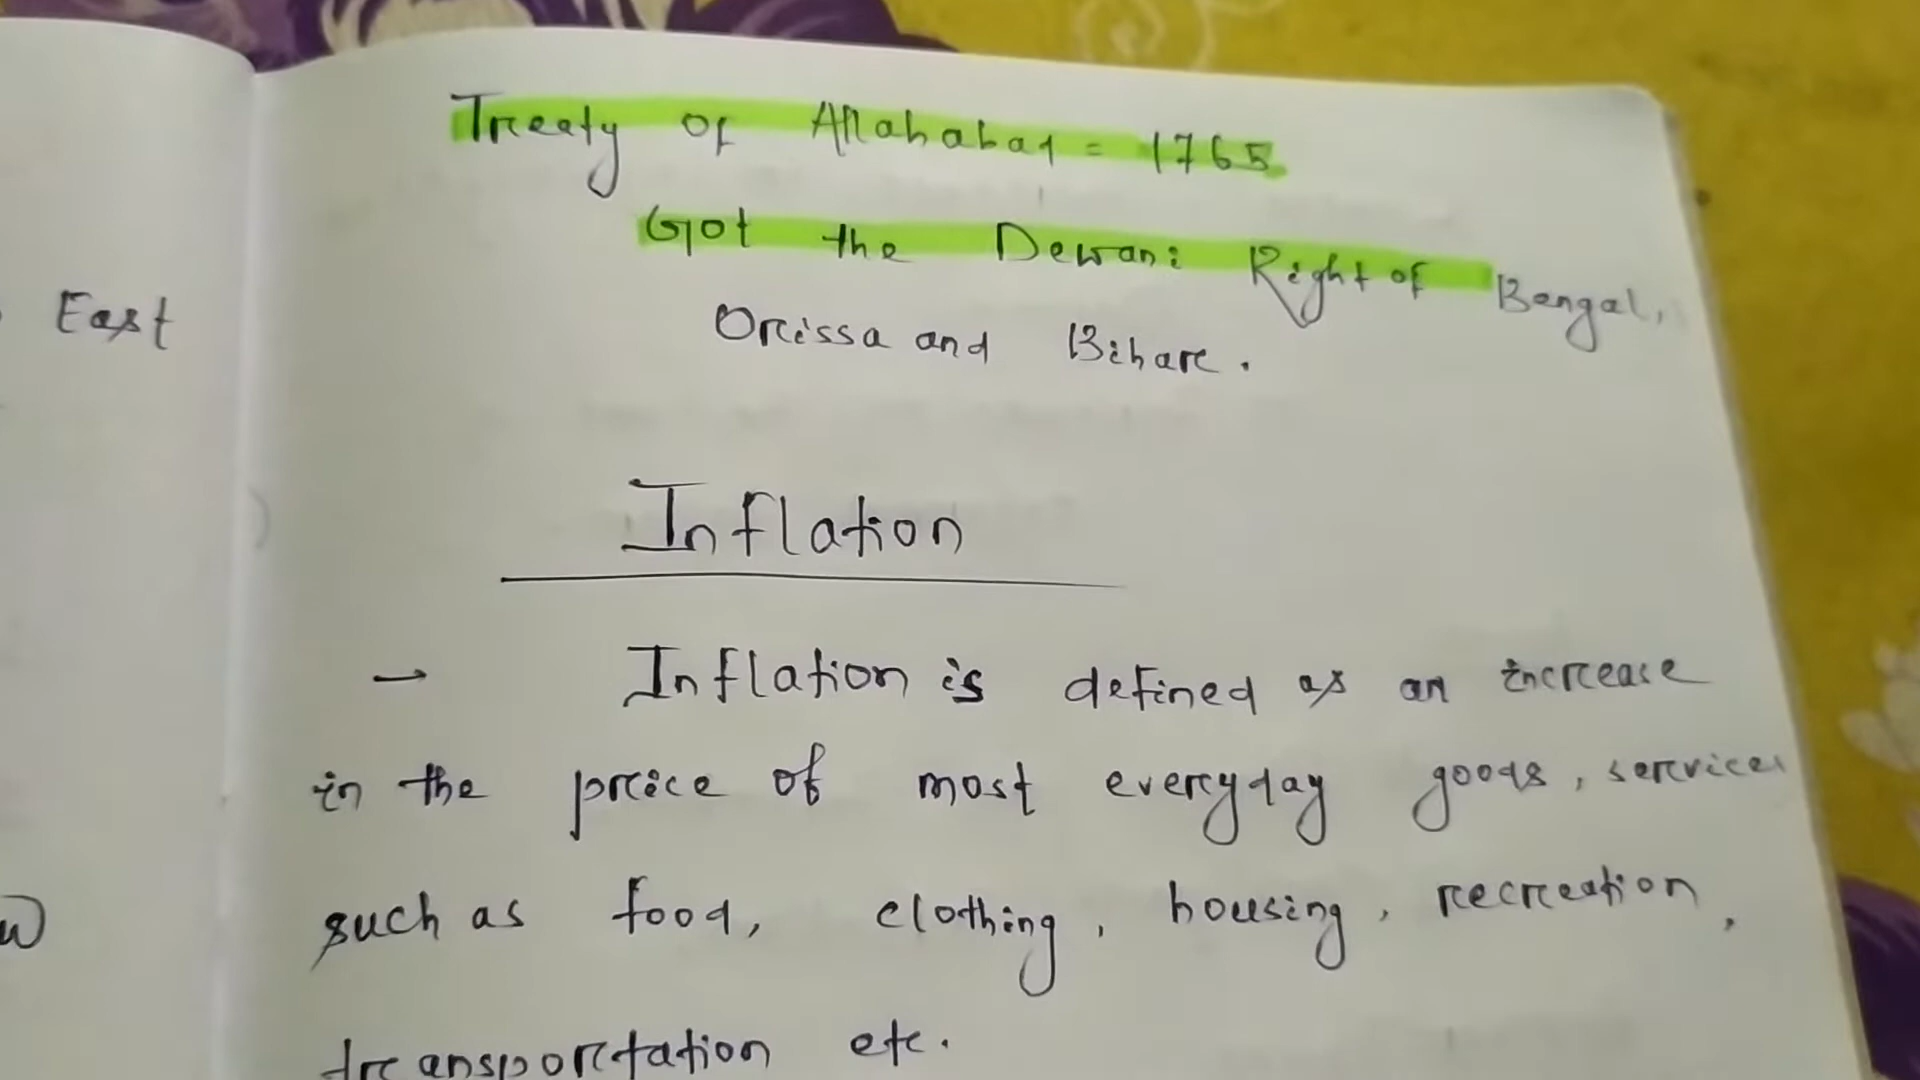 Treaty of Allahabad = 1765
Got the Dewani Right of Bengal,
Orissa and Bihar.
East
Inflation
→ Inflation is defined as an increase
in the price of most everyday goods, services
such as food, clothing, housing, recreation,
transportation etc.